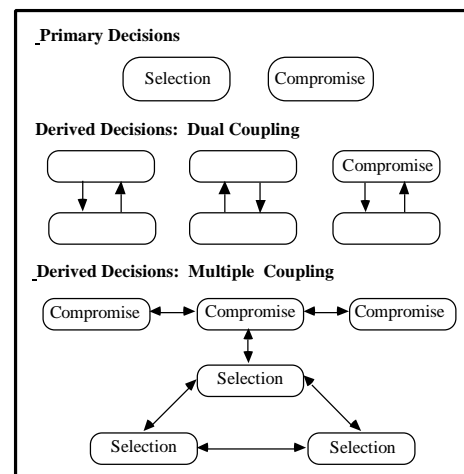 Primary Decisions
Selection Compromise
Derived Decisions: Dual Coupling
Compromise
Derived Decisions: Multiple Coupling
Compromise Compromise Compromise
Selection
Selection Selection